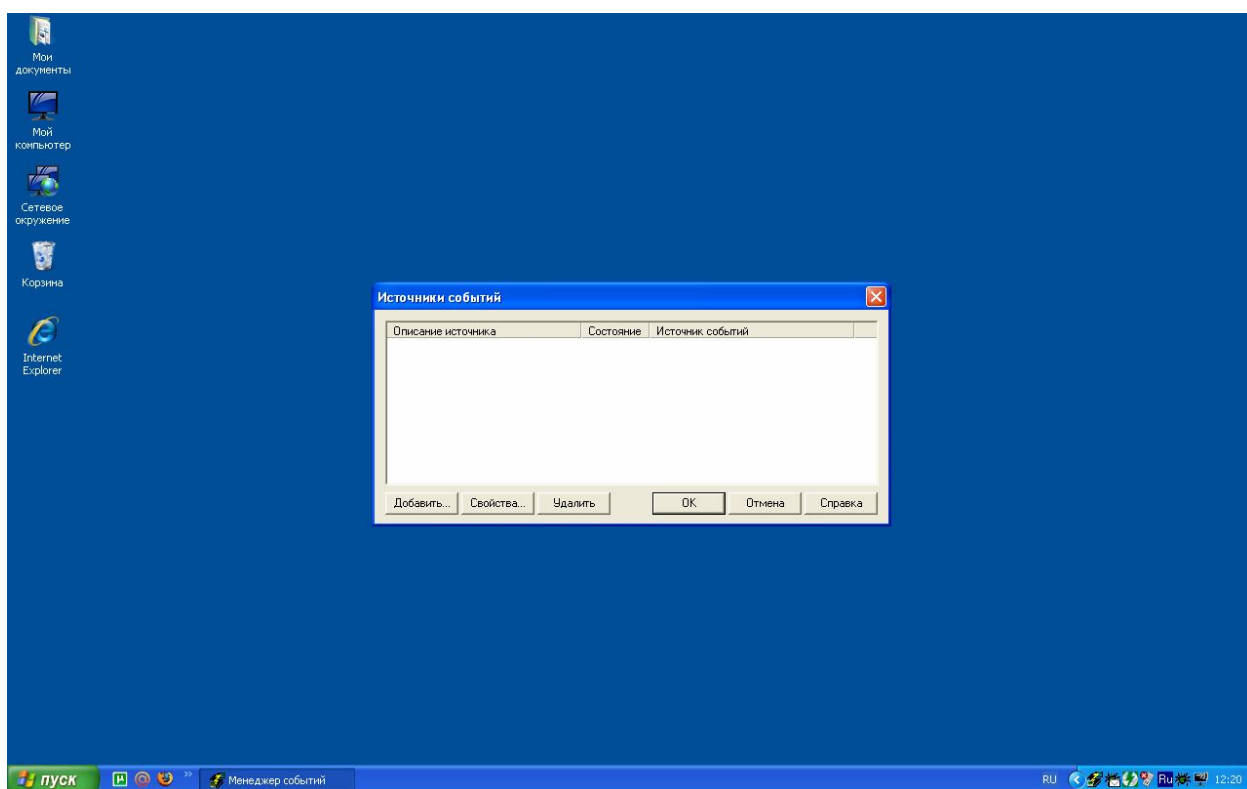 Мои
документы
Мой
компьютер
Сетевое
окружение
Корзина
Internet
Explorer
Источники событий
Описание источника Состояние Источник событий
Добавить... Свойства... Удалить OK Отмена Справка
пуск µ @ » Менеджер событий RU Ru 12:20